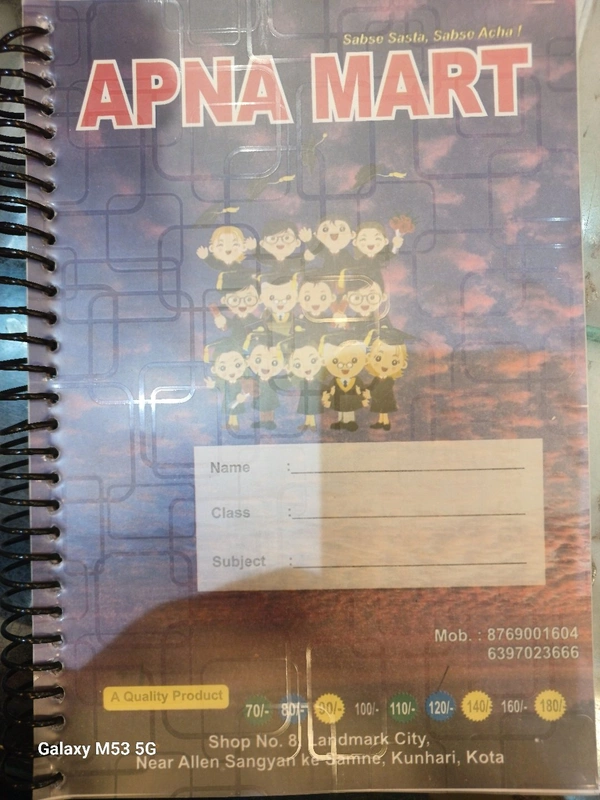 Sabse Sasta, Sabse Acha !
APNA MART
Name :
Class :
Subject :
Mob. : 8769001604
6397023666
A Quality Product
70/- 80/- 90/- 100/- 110/- 120/- 140/- 160/- 180/-
Shop No. 8, Landmark City,
Near Allen Sangyan ke Samne, Kunhari, Kota
Galaxy M53 5G